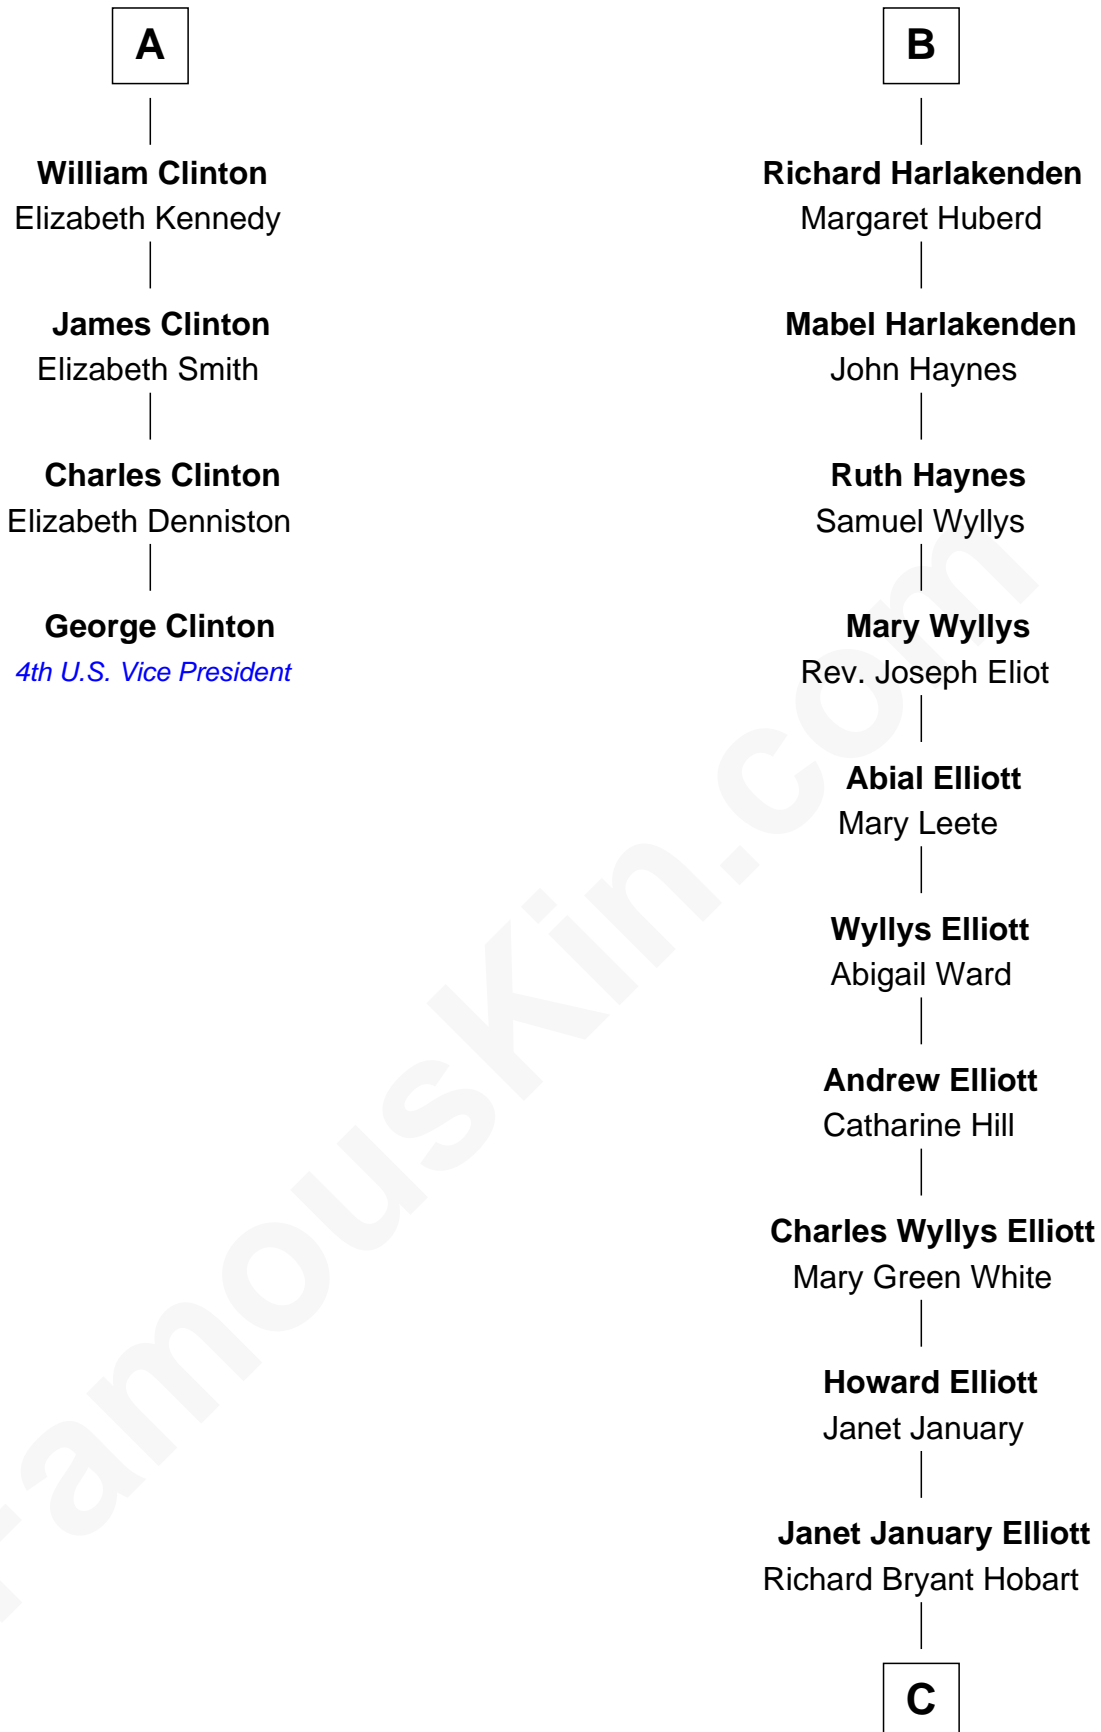 A
William Clinton
Elizabeth Kennedy
James Clinton
Elizabeth Smith
Charles Clinton
Elizabeth Denniston
George Clinton
4th U.S. Vice President
B
Richard Harlakenden
Margaret Huberd
Mabel Harlakenden
John Haynes
Ruth Haynes
Samuel Wyllys
Mary Wyllys
Rev. Joseph Eliot
Abial Elliott
Mary Leete
Wyllys Elliott
Abigail Ward
Andrew Elliott
Catharine Hill
Charles Wyllys Elliott
Mary Green White
Howard Elliott
Janet January
Janet January Elliott
Richard Bryant Hobart
C
FamousKin.com